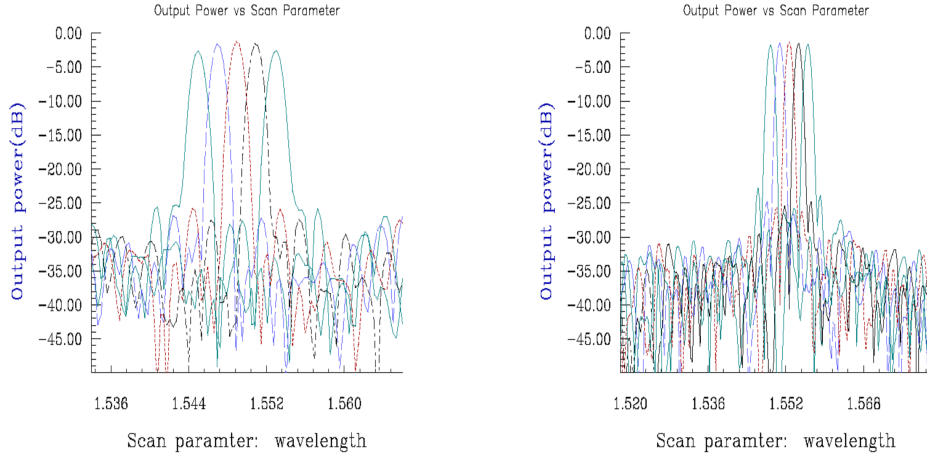 Output Power vs Scan Parameter
0.00
-5.00
-10.00
-15.00
-20.00
-25.00
-30.00
-35.00
-40.00
-45.00
Output power(dB)
1.536 1.544 1.552 1.560
Scan paramter: wavelength
Output Power vs Scan Parameter
0.00
-5.00
-10.00
-15.00
-20.00
-25.00
-30.00
-35.00
-40.00
-45.00
Output power(dB)
1.520 1.536 1.552 1.568
Scan paramter: wavelength